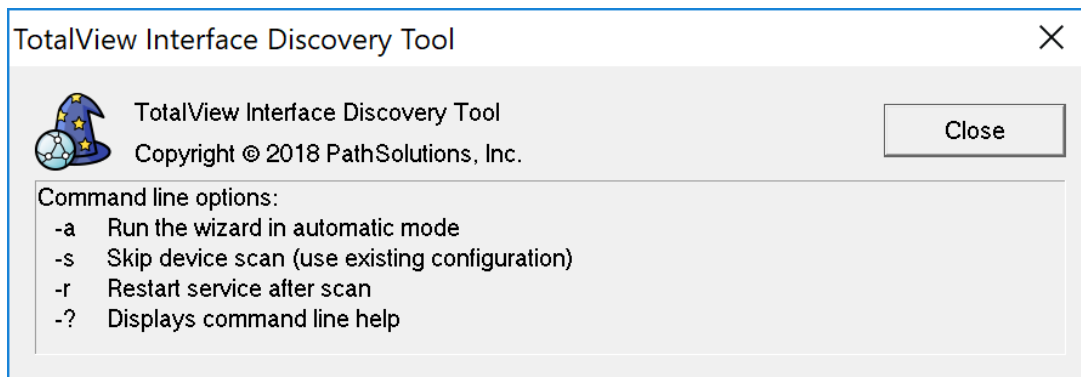 TotalView Interface Discovery Tool
TotalView Interface Discovery Tool
Copyright © 2018 PathSolutions, Inc.
Close
Command line options:
-a Run the wizard in automatic mode
-s Skip device scan (use existing configuration)
-r Restart service after scan
-? Displays command line help